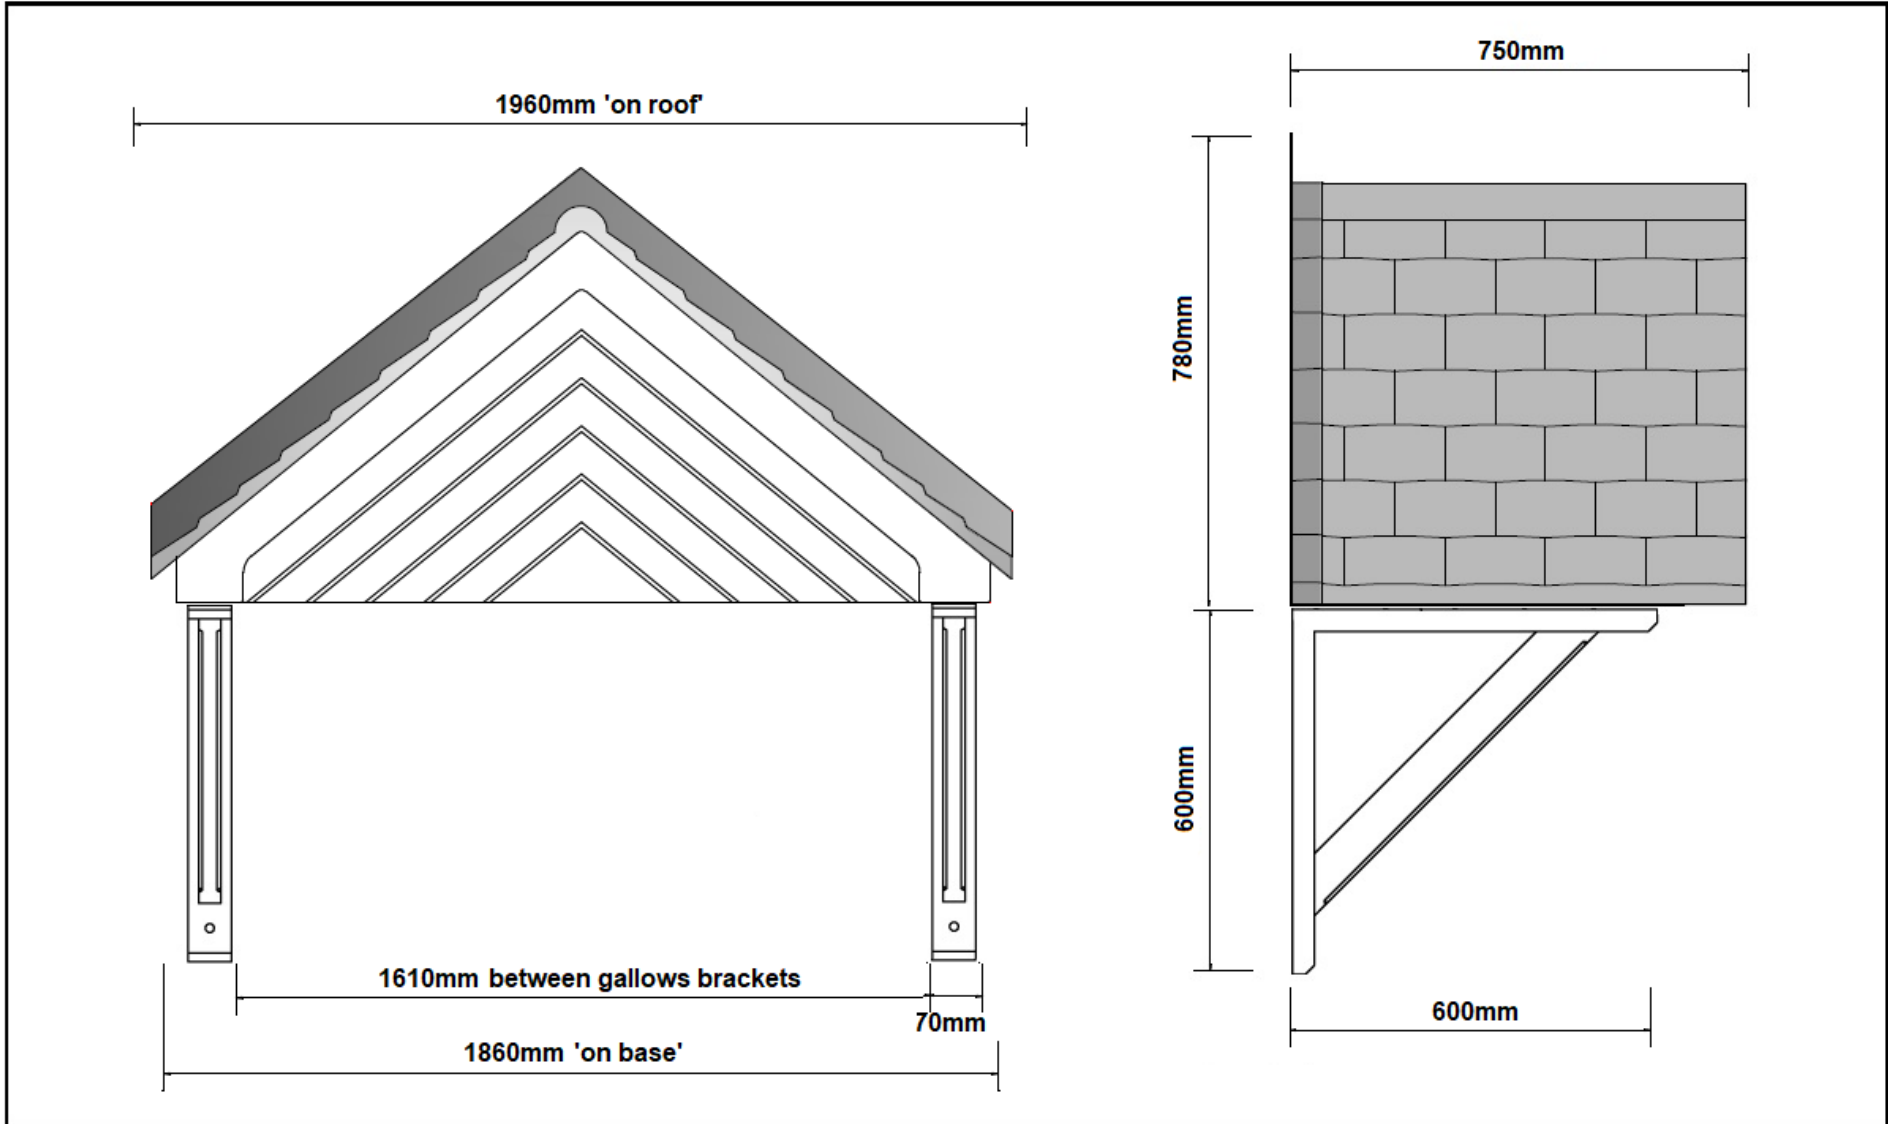 750mm
1960mm 'on roof'
780mm
600mm
1610mm between gallows brackets
70mm
600mm
1860mm 'on base'